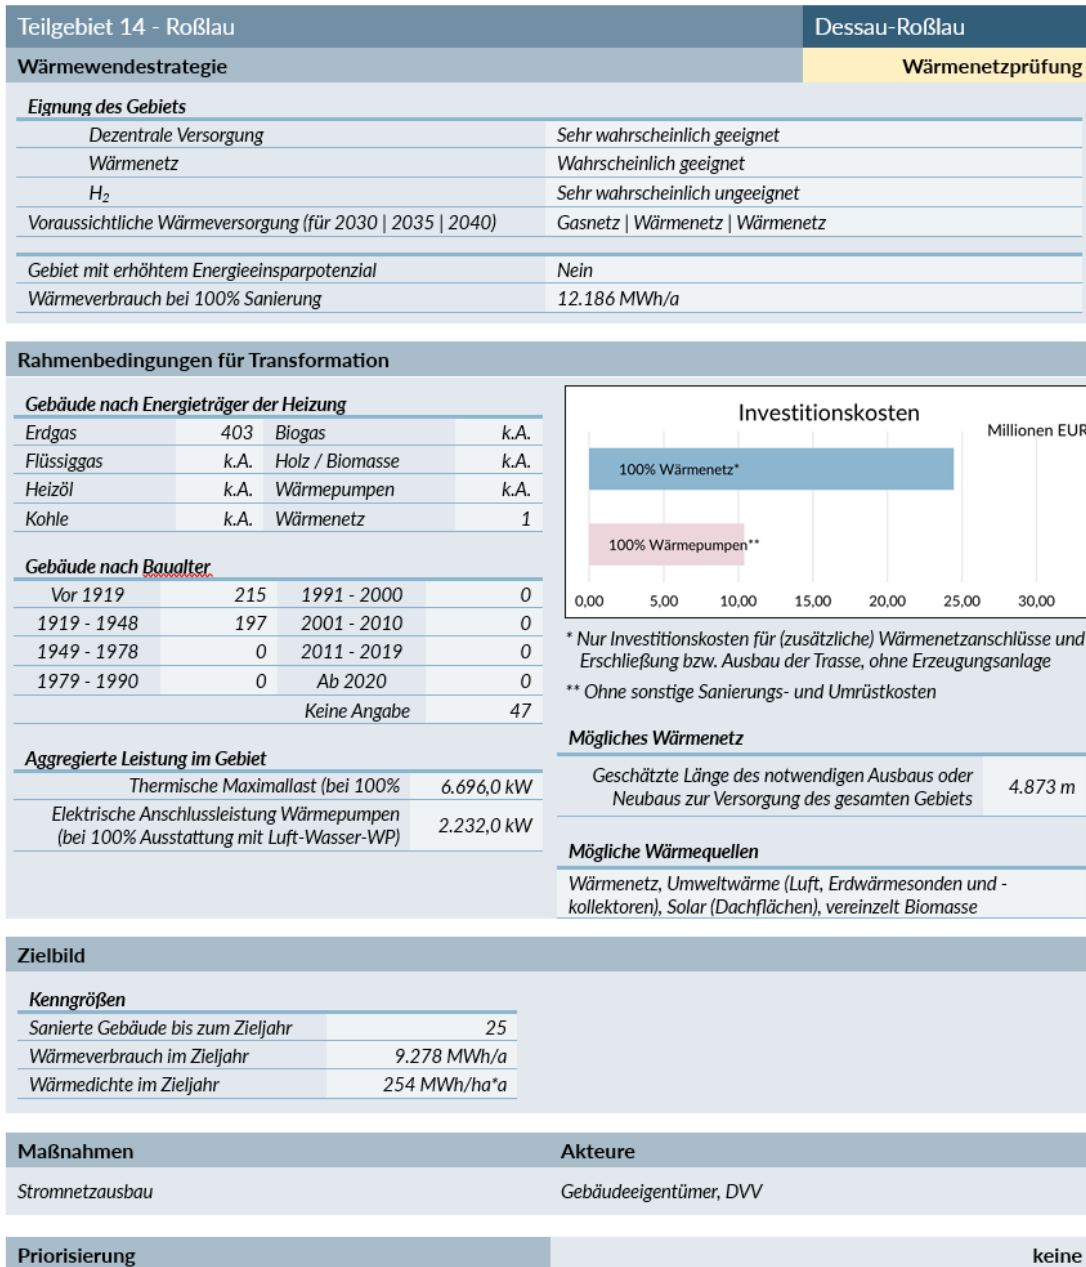 Teilgebiet 14 - Roßlau Dessau-Roßlau
Wärmewendestrategie Wärmenetzprüfung
Eignung des Gebiets
Dezentrale Versorgung Sehr wahrscheinlich geeignet
Wärmenetz Wahrscheinlich geeignet
H₂ Sehr wahrscheinlich ungeeignet
Voraussichtliche Wärmeversorgung (für 2030 | 2035 | 2040) Gasnetz | Wärmenetz | Wärmenetz
Gebiet mit erhöhtem Energieeinsparpotenzial Nein
Wärmeverbrauch bei 100% Sanierung 12.186 MWh/a
Rahmenbedingungen für Transformation
Gebäude nach Energieträger der Heizung
Erdgas 403 Biogas k.A.
Flüssiggas k.A. Holz / Biomasse k.A.
Heizöl k.A. Wärmepumpen k.A.
Kohle k.A. Wärmenetz 1
Gebäude nach Baualter
Vor 1919 215 1991 - 2000 0
1919 - 1948 197 2001 - 2010 0
1949 - 1978 0 2011 - 2019 0
1979 - 1990 0 Ab 2020 0
Keine Angabe 47
Aggregierte Leistung im Gebiet
Thermische Maximallast (bei 100% 6.696,0 kW
Elektrische Anschlussleistung Wärmepumpen
(bei 100% Ausstattung mit Luft-Wasser-WP) 2.232,0 kW
Investitionskosten
Millionen EUR
100% Wärmenetz*
100% Wärmepumpen**
0,00 5,00 10,00 15,00 20,00 25,00 30,00
* Nur Investitionskosten für (zusätzliche) Wärmenetzanschlüsse und
Erschließung bzw. Ausbau der Trasse, ohne Erzeugungsanlage
** Ohne sonstige Sanierungs- und Umrüstkosten
Mögliches Wärmenetz
Geschätzte Länge des notwendigen Ausbaus oder
Neubaus zur Versorgung des gesamten Gebiets 4.873 m
Mögliche Wärmequellen
Wärmenetz, Umweltwärme (Luft, Erdwärmesonden und -
kollektoren), Solar (Dachflächen), vereinzelt Biomasse
Zielbild
Kenngrößen
Sanierte Gebäude bis zum Zieljahr 25
Wärmeverbrauch im Zieljahr 9.278 MWh/a
Wärmedichte im Zieljahr 254 MWh/ha*a
Maßnahmen Akteure
Stromnetzausbau Gebäudeeigentümer, DVV
Priorisierung keine